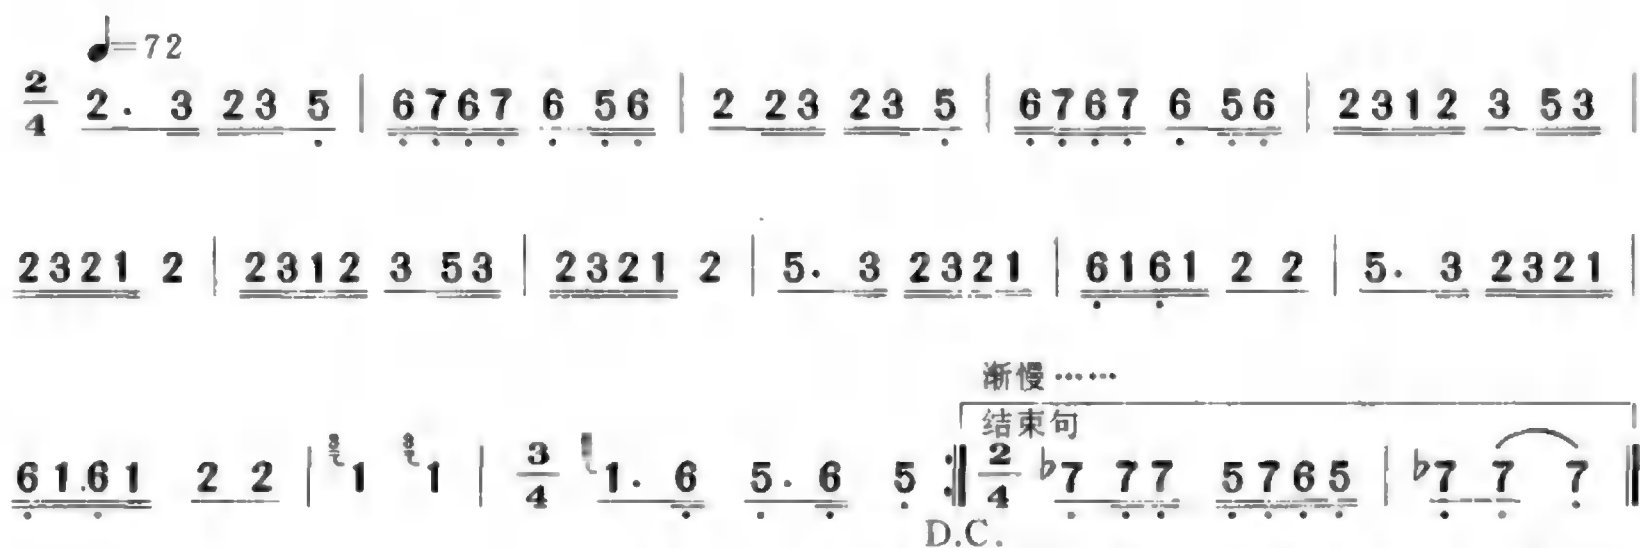 ♩=72
2/4 2. 3 23 5 | 6767 6 56 | 2 23 23 5 | 6767 6 56 | 2312 3 53 |
2321 2 | 2312 3 53 | 2321 2 | 5. 3 2321 | 6161 2 2 | 5. 3 2321 |
渐慢……
结束句
6161 2 2 | 1 1 | 3/4 1. 6 5. 6 5 :‖ 2/4 ♭7 77 5765 | ♭7 7 7 ‖
D.C.